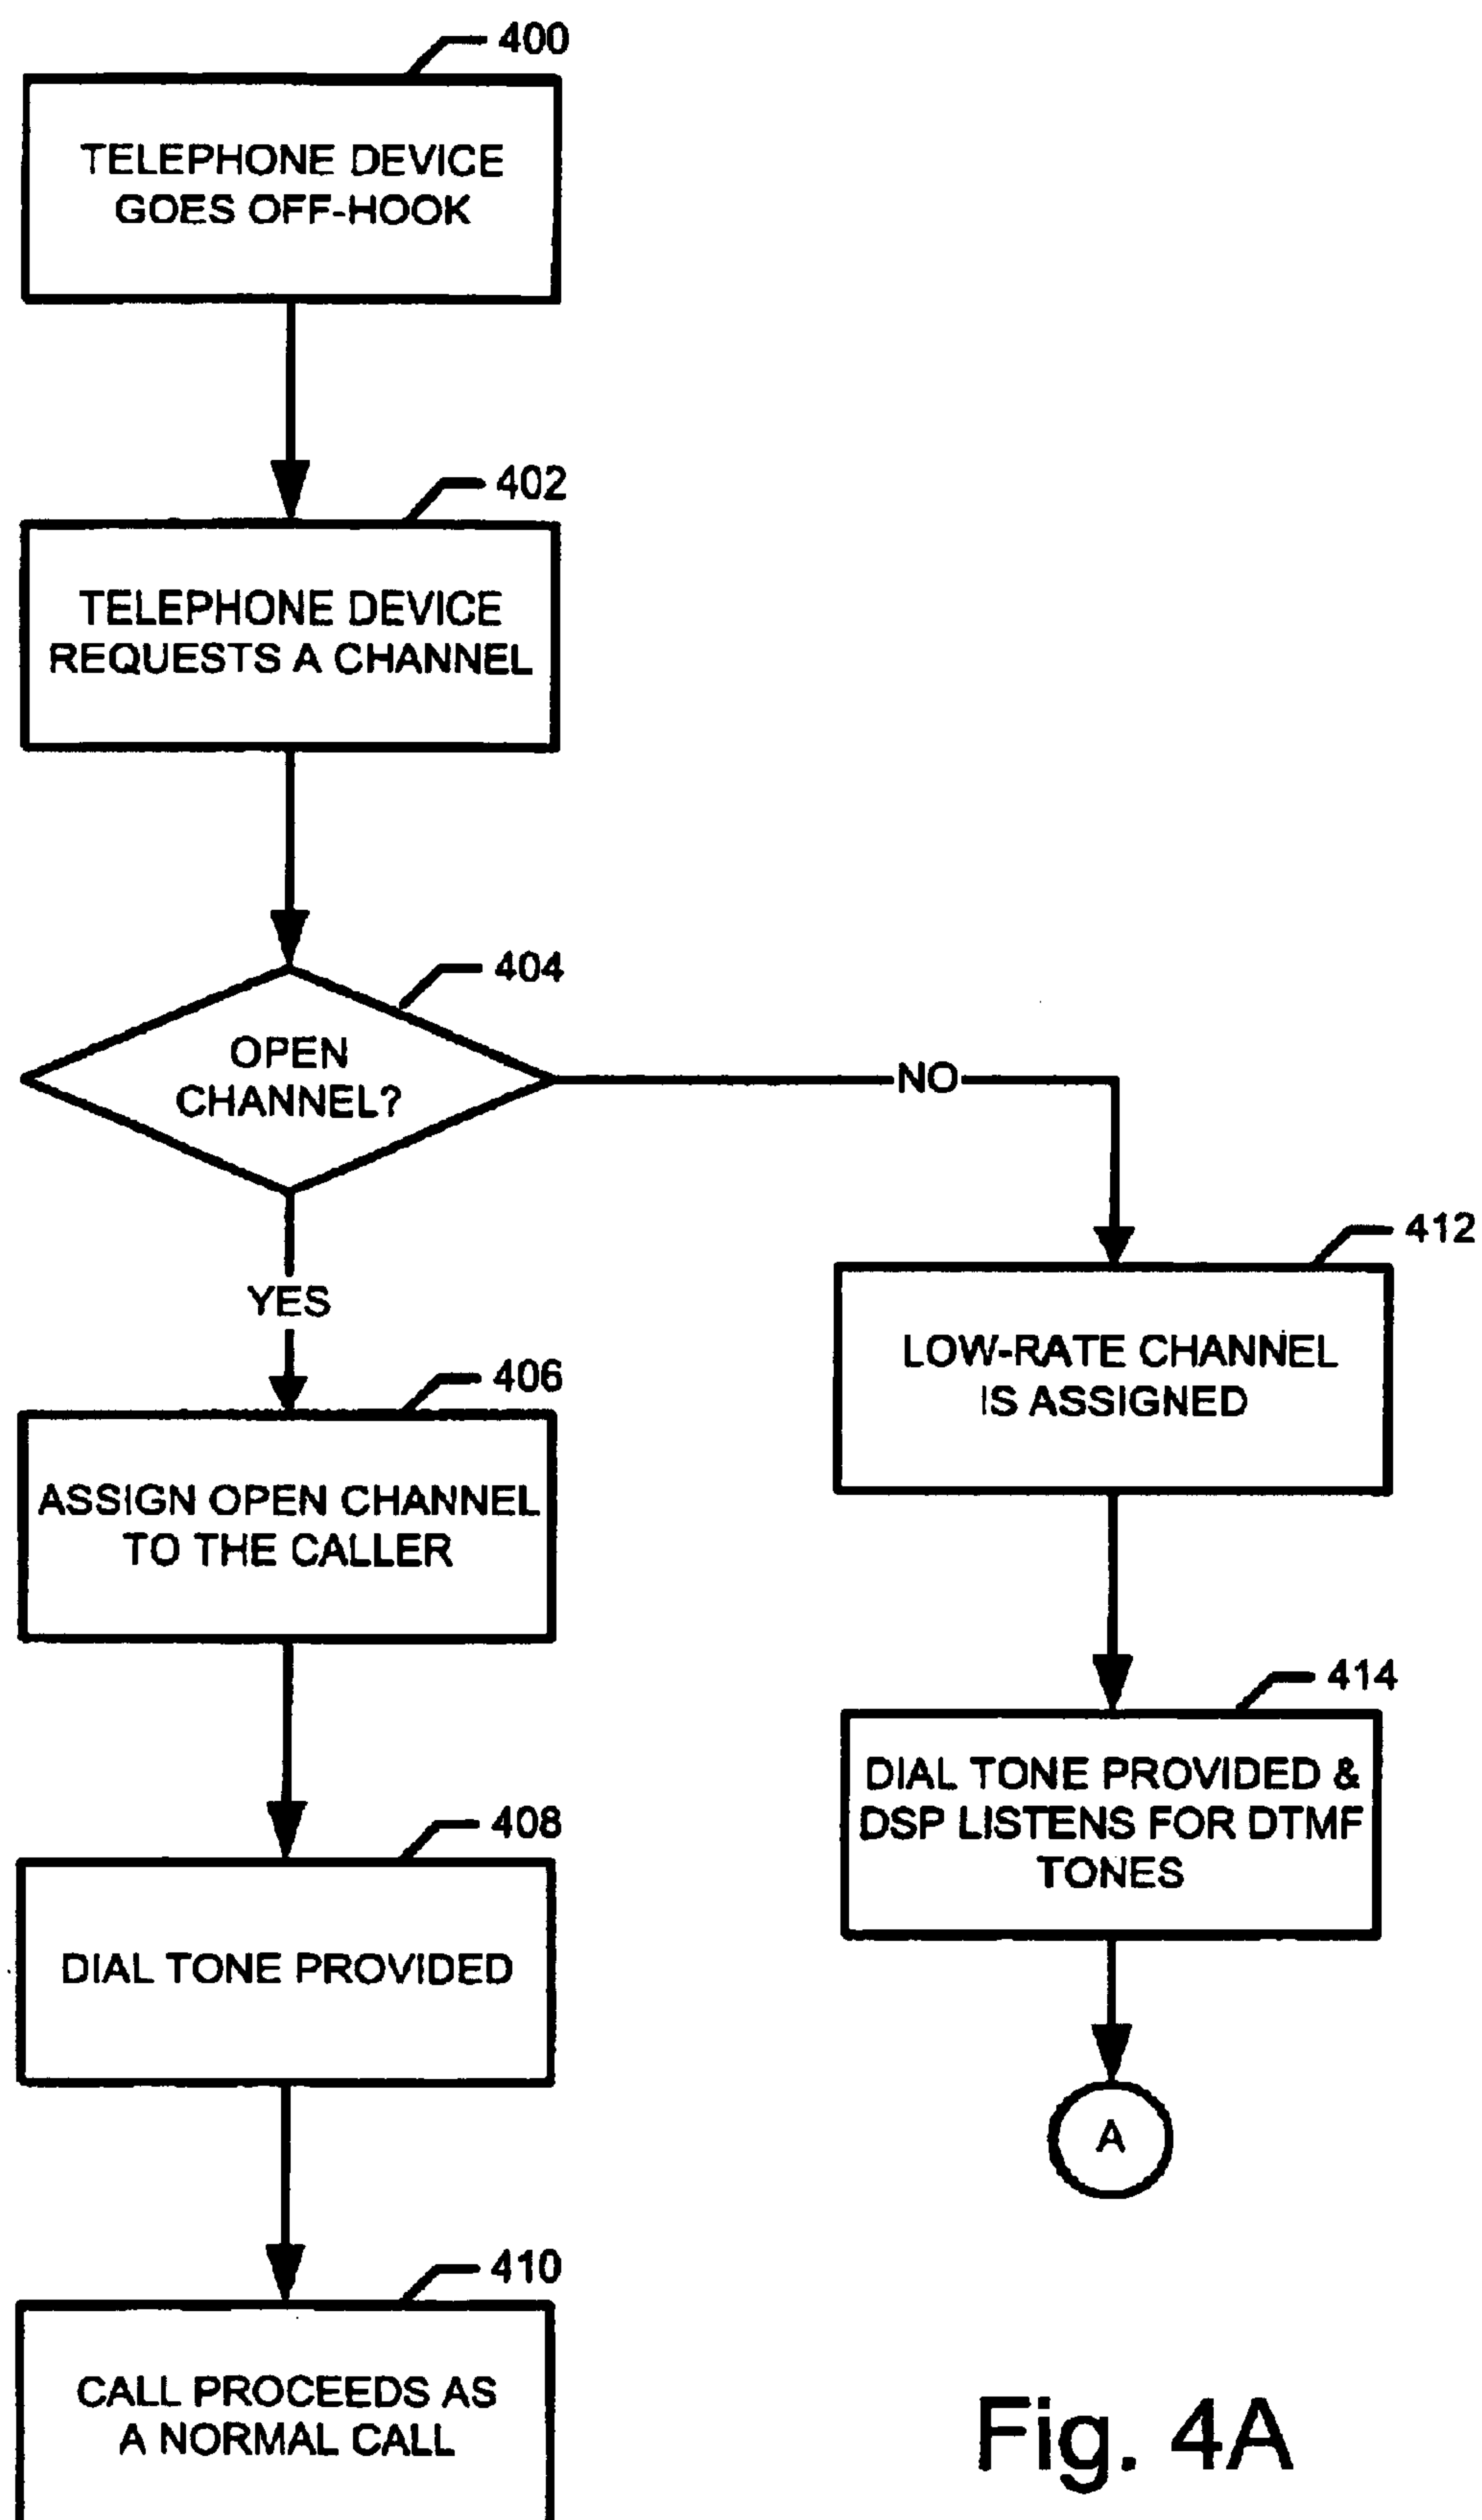 400
TELEPHONE DEVICE
GOES OFF-HOOK
402
TELEPHONE DEVICE
REQUESTS A CHANNEL
404
OPEN
CHANNEL?
NO
YES
406
ASSIGN OPEN CHANNEL
TO THE CALLER
408
DIAL TONE PROVIDED
410
CALL PROCEEDS AS
A NORMAL CALL
412
LOW-RATE CHANNEL
IS ASSIGNED
414
DIAL TONE PROVIDED &
DSP LISTENS FOR DTMF
TONES
A
Fig. 4A